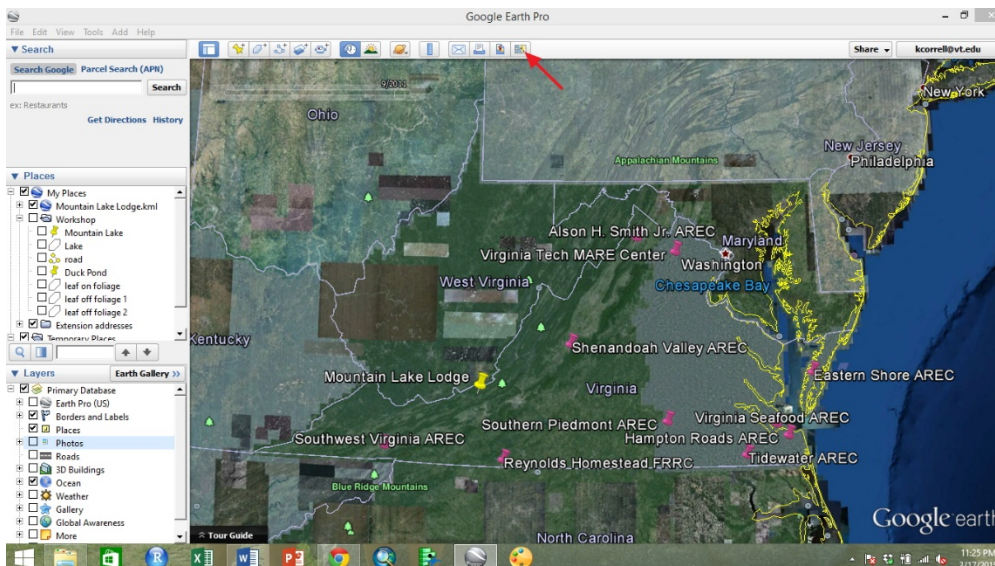 Google Earth Pro
File Edit View Tools Add Help
▼ Search
Search Google Parcel Search (APN)
Search
ex: Restaurants
Get Directions History
▼ Places
My Places
Mountain Lake Lodge.kml
Workshop
Mountain Lake
Lake
road
Duck Pond
leaf on foliage
leaf off foliage 1
leaf off foliage 2
Extension addresses
Temporary Places
▼ Layers
Earth Gallery >>
Primary Database
Earth Pro (US)
Borders and Labels
Places
Photos
Roads
3D Buildings
Ocean
Weather
Gallery
Global Awareness
More
Share
kcorrell@vt.edu
9/2011
Ohio
New York
New Jersey
Philadelphia
Appalachian Mountains
Alson H. Smith Jr. AREC
Maryland
Virginia Tech MARE Center
Washington
West Virginia
Chesapeake Bay
Kentucky
Shenandoah Valley AREC
Mountain Lake Lodge
Eastern Shore AREC
Virginia
Southern Piedmont AREC
Virginia Seafood AREC
Southwest Virginia AREC
Hampton Roads AREC
Reynolds Homestead FRRC
Tidewater AREC
Blue Ridge Mountains
Google earth
Tour Guide
North Carolina
11:25 PM